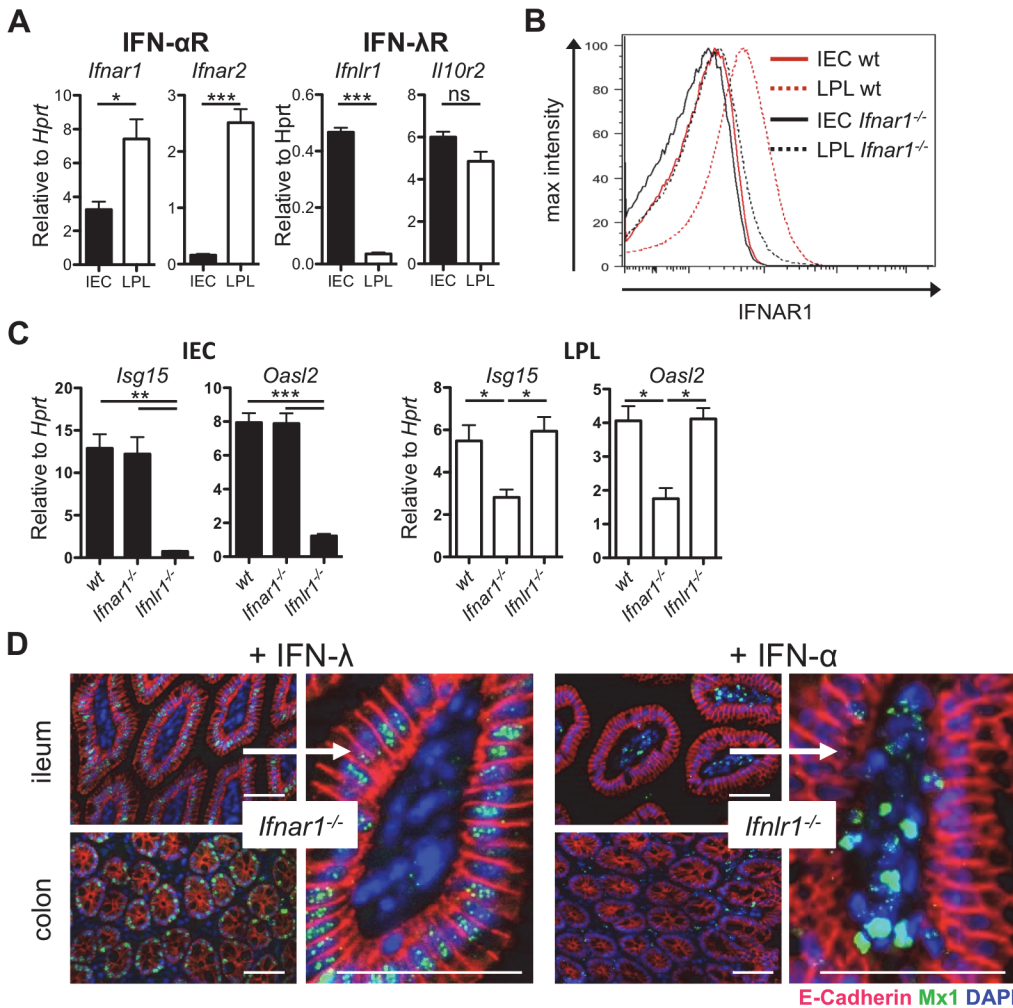 A
IFN-αR
IFN-λR
Ifnar1
Ifnar2
Ifnlr1
Il10r2
*
***
***
ns
Relative to Hprt
Relative to Hprt
10
8
6
4
2
0
3
2
1
0
0.6
0.4
0.2
0.0
8
6
4
2
0
IEC LPL
IEC LPL
IEC LPL
IEC LPL
B
max intensity
100
80
60
40
20
0
IEC wt
LPL wt
IEC Ifnar1-/-
LPL Ifnar1-/-
IFNAR1
C
IEC
LPL
Isg15
Oasl2
Isg15
Oasl2
**
***
* *
* *
Relative to Hprt
Relative to Hprt
20
15
10
5
0
10
8
6
4
2
0
8
6
4
2
0
5
4
3
2
1
0
wt
Ifnar1-/-
Ifnlr1-/-
wt
Ifnar1-/-
Ifnlr1-/-
wt
Ifnar1-/-
Ifnlr1-/-
wt
Ifnar1-/-
Ifnlr1-/-
D
+ IFN-λ
+ IFN-α
ileum
colon
Ifnar1-/-
Ifnlr1-/-
E-Cadherin Mx1 DAPI